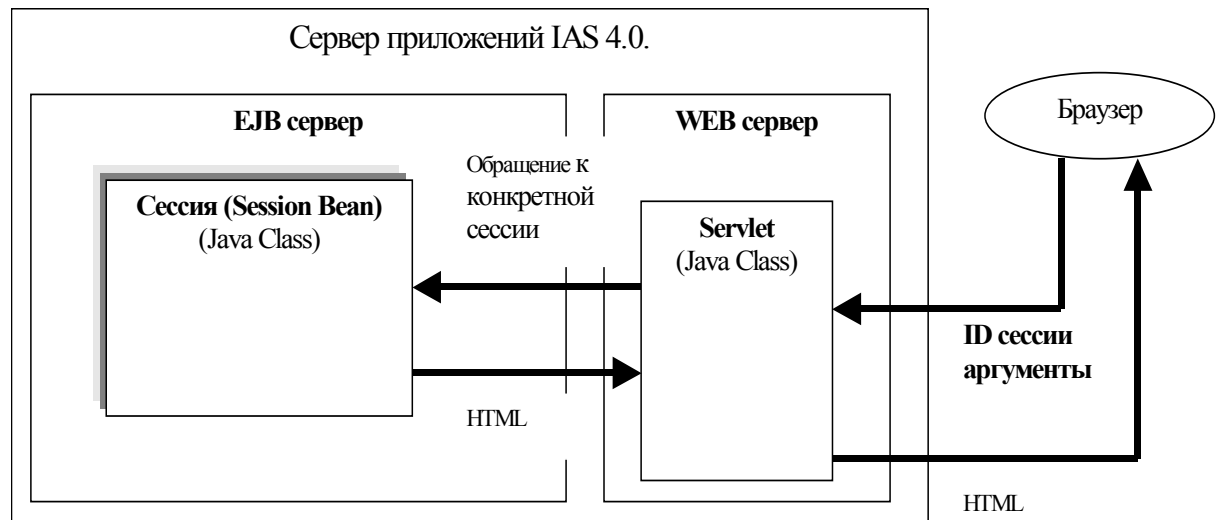 Сервер приложений IAS 4.0.
EJB сервер
WEB сервер
Браузер
Обращение к
конкретной
сессии
Сессия (Session Bean)
(Java Class)
Servlet
(Java Class)
ID сессии
аргументы
HTML
HTML